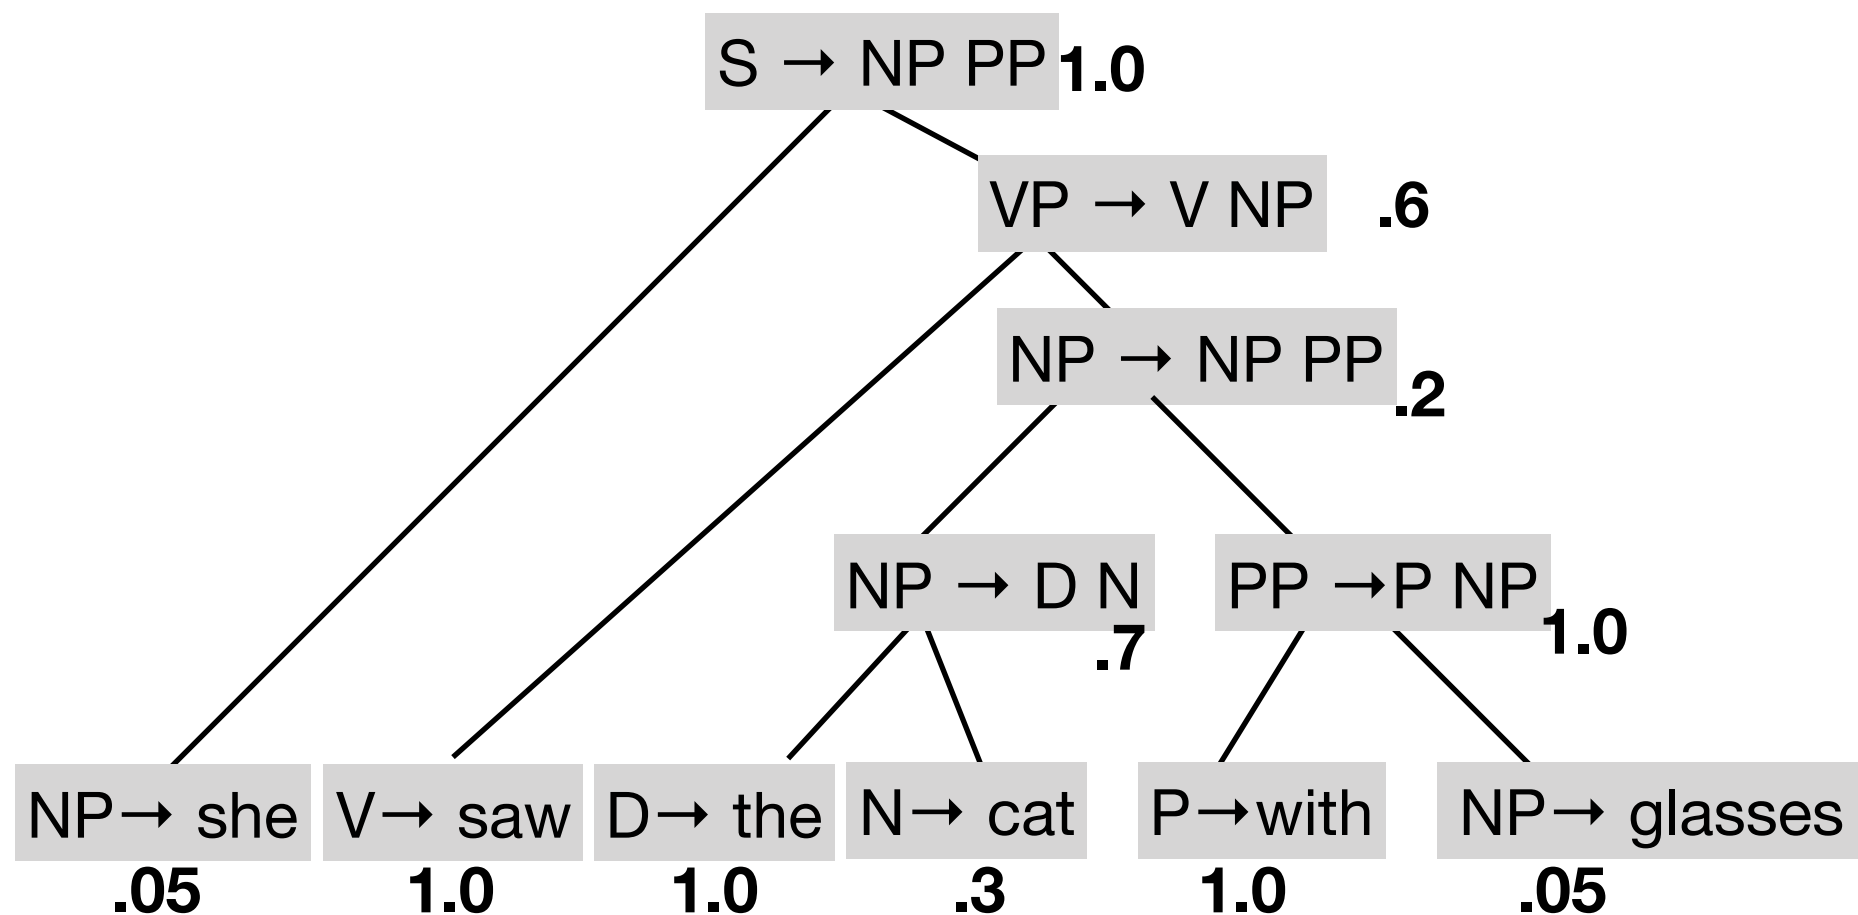 S → NP PP 1.0
VP → V NP .6
NP → NP PP .2
NP → D N .7
PP → P NP 1.0
NP → she V → saw D → the N → cat P → with NP → glasses
.05 1.0 1.0 .3 1.0 .05